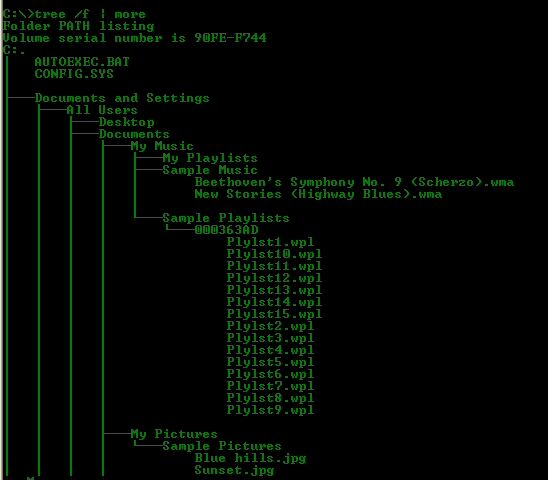 C:\>tree /f | more
Folder PATH listing
Volume serial number is 90FE-F744
C:.
AUTOEXEC.BAT
CONFIG.SYS
Documents and Settings
All Users
Desktop
Documents
My Music
My Playlists
Sample Music
Beethoven's Symphony No. 9 (Scherzo).wma
New Stories (Highway Blues).wma
Sample Playlists
000363AD
Plylst1.wpl
Plylst10.wpl
Plylst11.wpl
Plylst12.wpl
Plylst13.wpl
Plylst14.wpl
Plylst15.wpl
Plylst2.wpl
Plylst3.wpl
Plylst4.wpl
Plylst5.wpl
Plylst6.wpl
Plylst7.wpl
Plylst8.wpl
Plylst9.wpl
My Pictures
Sample Pictures
Blue hills.jpg
Sunset.jpg